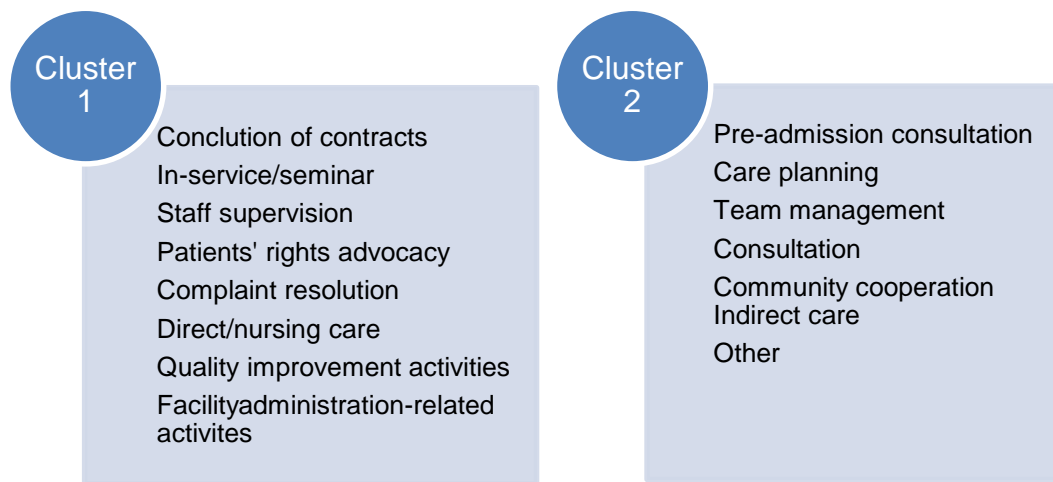 Cluster
1
Conclution of contracts
In-service/seminar
Staff supervision
Patients' rights advocacy
Complaint resolution
Direct/nursing care
Quality improvement activities
Facilityadministration-related
activites
Cluster
2
Pre-admission consultation
Care planning
Team management
Consultation
Community cooperation
Indirect care
Other